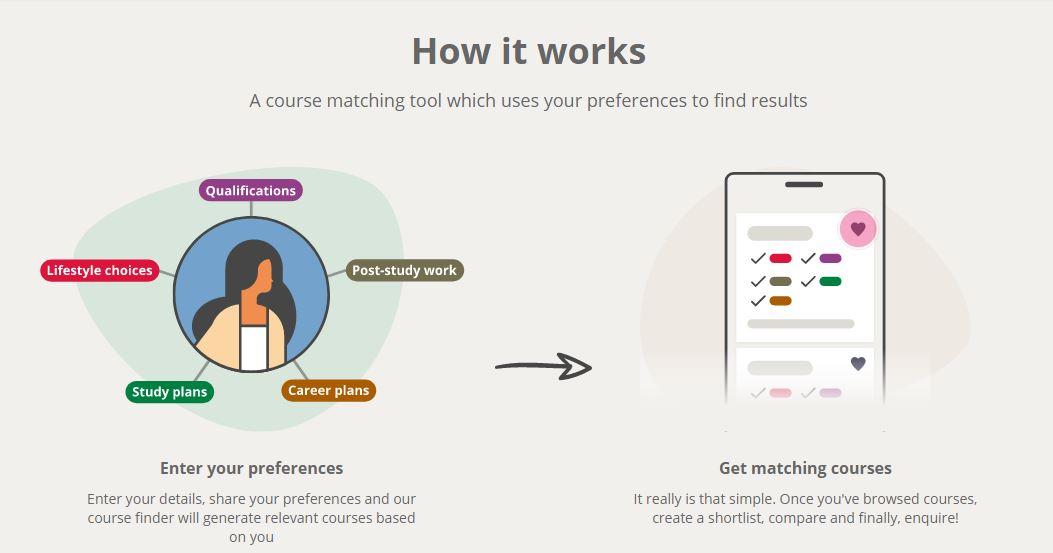 How it works
A course matching tool which uses your preferences to find results
Qualifications
Lifestyle choices
Post-study work
Study plans
Career plans
Enter your preferences
Enter your details, share your preferences and our
course finder will generate relevant courses based
on you
Get matching courses
It really is that simple. Once you've browsed courses,
create a shortlist, compare and finally, enquire!